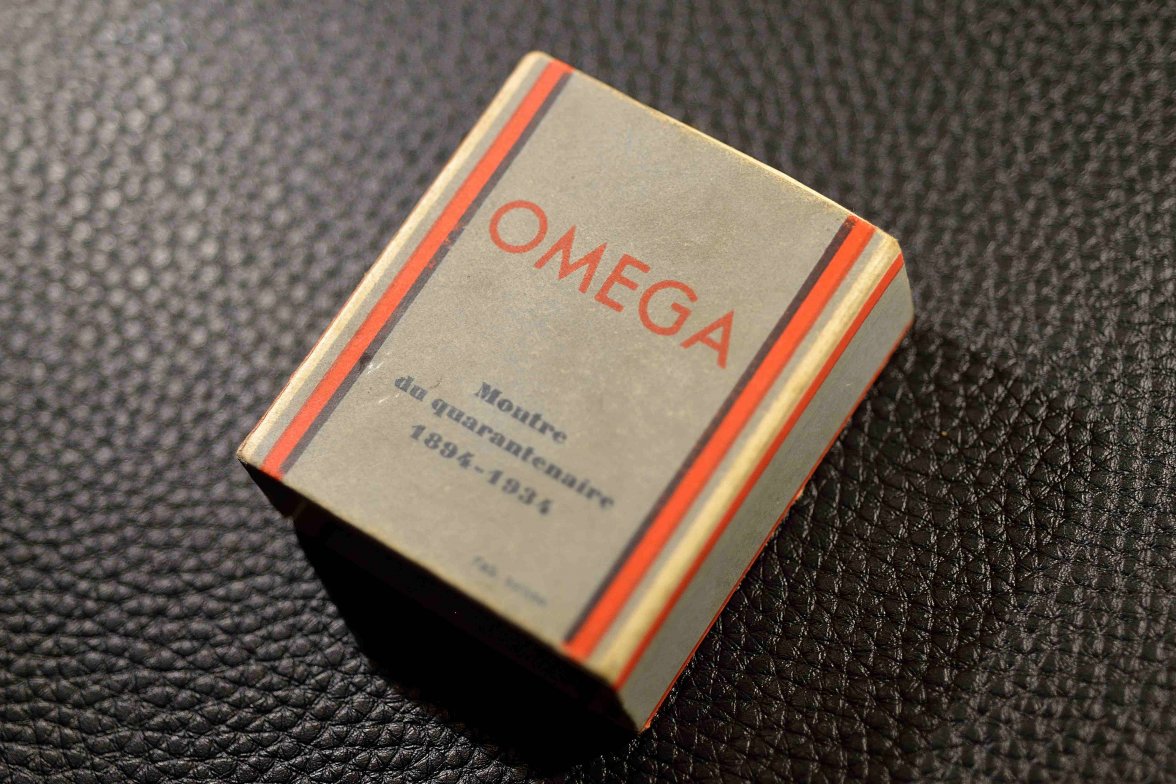 OMEGA
Montre
du quarantenaire
1894-1934